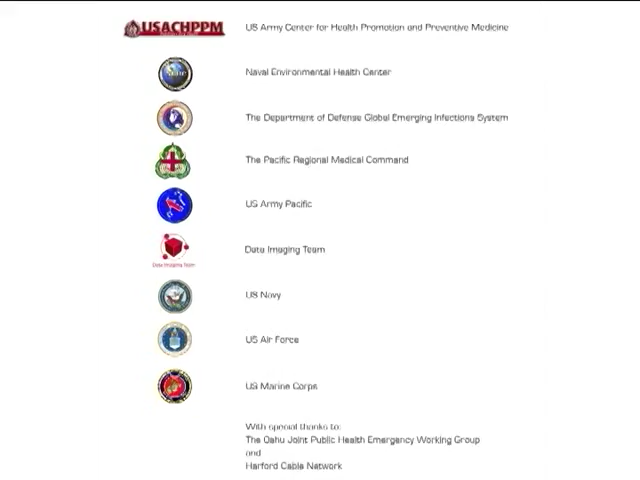 USACHPPM US Army Center for Health Promotion and Preventive Medicine
Naval Environmental Health Center
The Department of Defense Global Emerging Infections System
The Pacific Regional Medical Command
US Army Pacific
Data Imaging Team
Data Imaging Team
US Navy
US Air Force
US Marine Corps
With special thanks to:
The Oahu Joint Public Health Emergency Working Group
and
Harford Cable Network